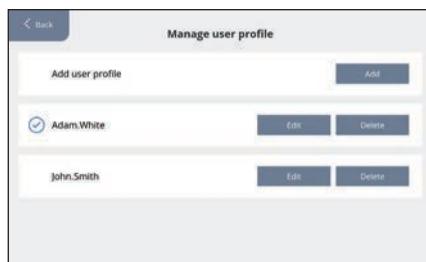 Back
Manage user profile
Add user profile Add
Adam.White Edit Delete
John.Smith Edit Delete